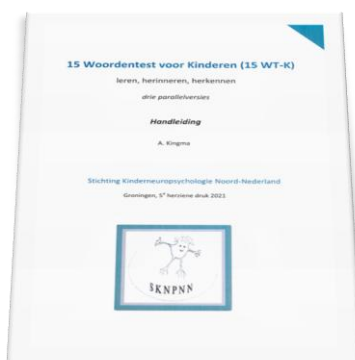 15 Woordentest voor Kinderen (15 WT-K)
leren, herinneren, herkennen
drie parallelversies
Handleiding
A. Kingma
Stichting Kinderneuropsychologie Noord-Nederland
Groningen, 5e herziene druk 2021
SKNPNN